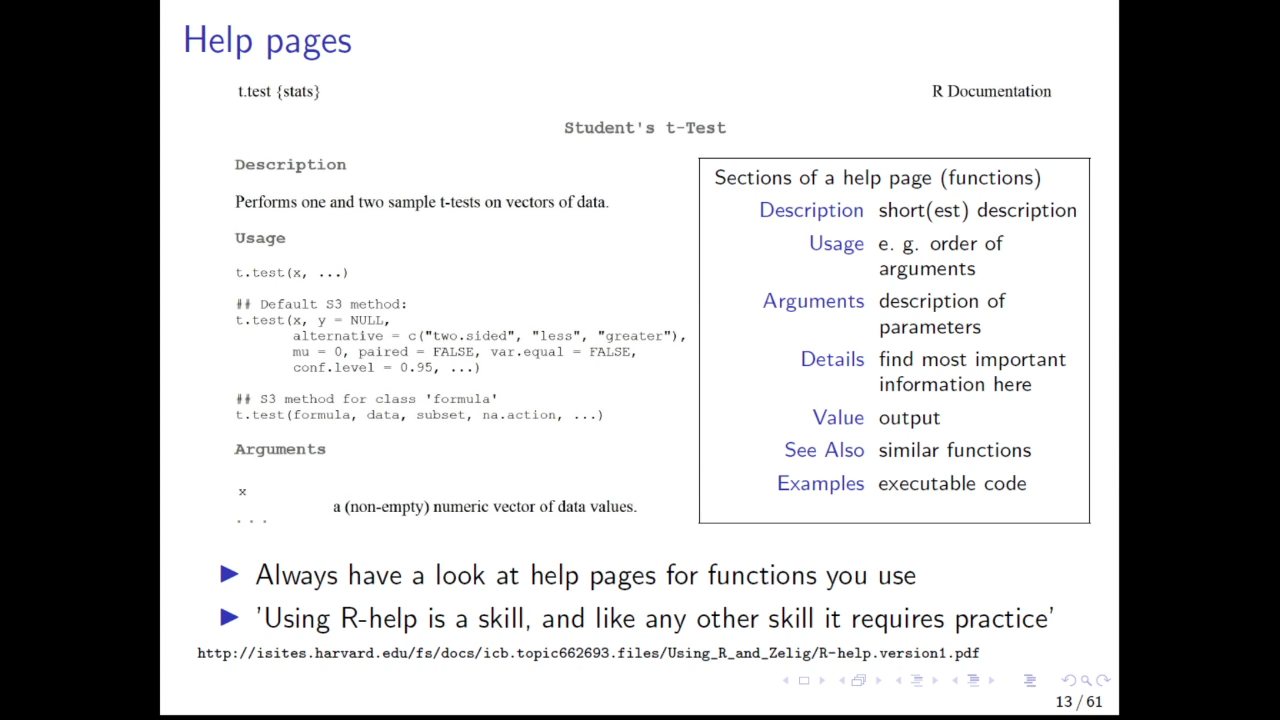 Help pages
t.test {stats}
R Documentation
Student's t-Test
Description
Performs one and two sample t-tests on vectors of data.
Usage
t.test(x, ...)
## Default S3 method:
t.test(x, y = NULL,
alternative = c("two.sided", "less", "greater"),
mu = 0, paired = FALSE, var.equal = FALSE,
conf.level = 0.95, ...)
## S3 method for class 'formula'
t.test(formula, data, subset, na.action, ...)
Arguments
x
a (non-empty) numeric vector of data values.
...
Sections of a help page (functions)
Description short(est) description
Usage e. g. order of
arguments
Arguments description of
parameters
Details find most important
information here
Value output
See Also similar functions
Examples executable code
▶ Always have a look at help pages for functions you use
▶ 'Using R-help is a skill, and like any other skill it requires practice'
http://isites.harvard.edu/fs/docs/icb.topic662693.files/Using_R_and_Zelig/R-help.version1.pdf
13 / 61